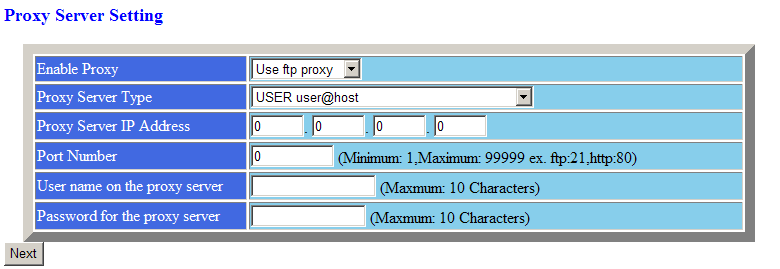 Proxy Server Setting
Enable Proxy Use ftp proxy
Proxy Server Type USER user@host
Proxy Server IP Address 0 . 0 . 0 . 0
Port Number 0 (Minimum: 1,Maximum: 99999 ex. ftp:21,http:80)
User name on the proxy server (Maxmum: 10 Characters)
Password for the proxy server (Maxmum: 10 Characters)
Next